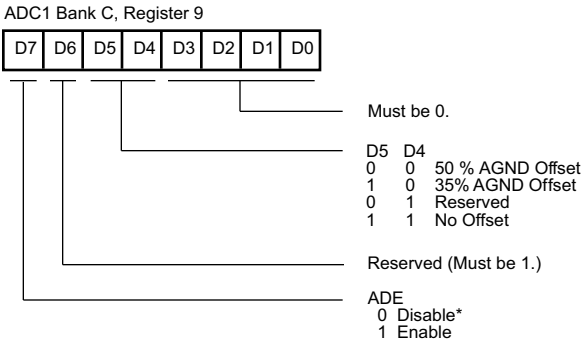 ADC1 Bank C, Register 9
D7 D6 D5 D4 D3 D2 D1 D0
Must be 0.
D5 D4
0 0 50 % AGND Offset
1 0 35% AGND Offset
0 1 Reserved
1 1 No Offset
Reserved (Must be 1.)
ADE
0 Disable*
1 Enable